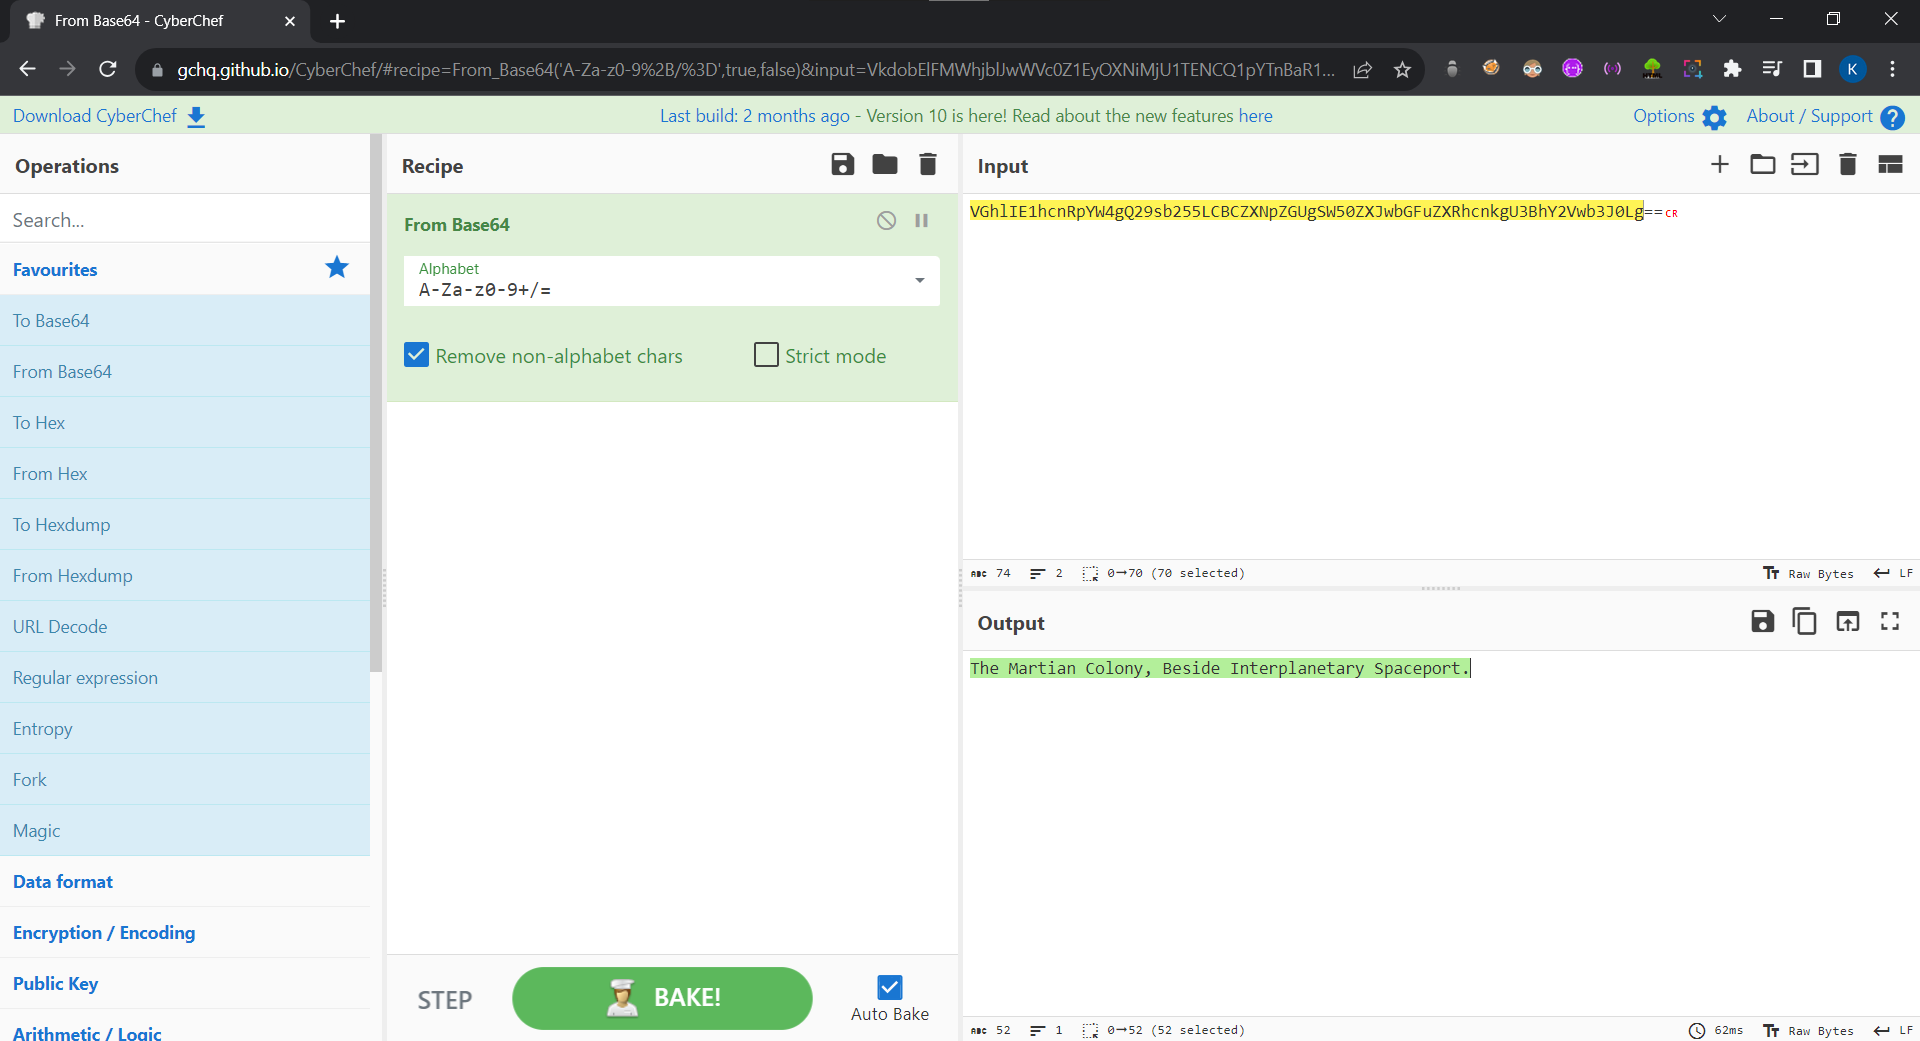 From Base64 - CyberChef
gchq.github.io/CyberChef/#recipe=From_Base64('A-Za-z0-9%2B/%3D',true,false)&input=VkdobElFMWhjblJwWVc0Z1EyOXNiMjU1TENCQ1pYTnBaR1...
K
Download CyberChef
Last build: 2 months ago - Version 10 is here! Read about the new features here
Options
About / Support
Operations
Search...
Favourites
To Base64
From Base64
To Hex
From Hex
To Hexdump
From Hexdump
URL Decode
Regular expression
Entropy
Fork
Magic
Data format
Encryption / Encoding
Public Key
Arithmetic / Logic
Recipe
From Base64
Alphabet
A-Za-z0-9+/=
Remove non-alphabet chars
Strict mode
STEP
BAKE!
Auto Bake
Input
VGhlIE1hcnRpYW4gQ29sb255LCBCZXNpZGUgSW50ZXJwbGFuZXRhcnkgU3BhY2Vwb3J0Lg==CR
ABC 74 2 0→70 (70 selected)
Raw Bytes LF
Output
The Martian Colony, Beside Interplanetary Spaceport.
ABC 52 1 0→52 (52 selected)
62ms Raw Bytes LF